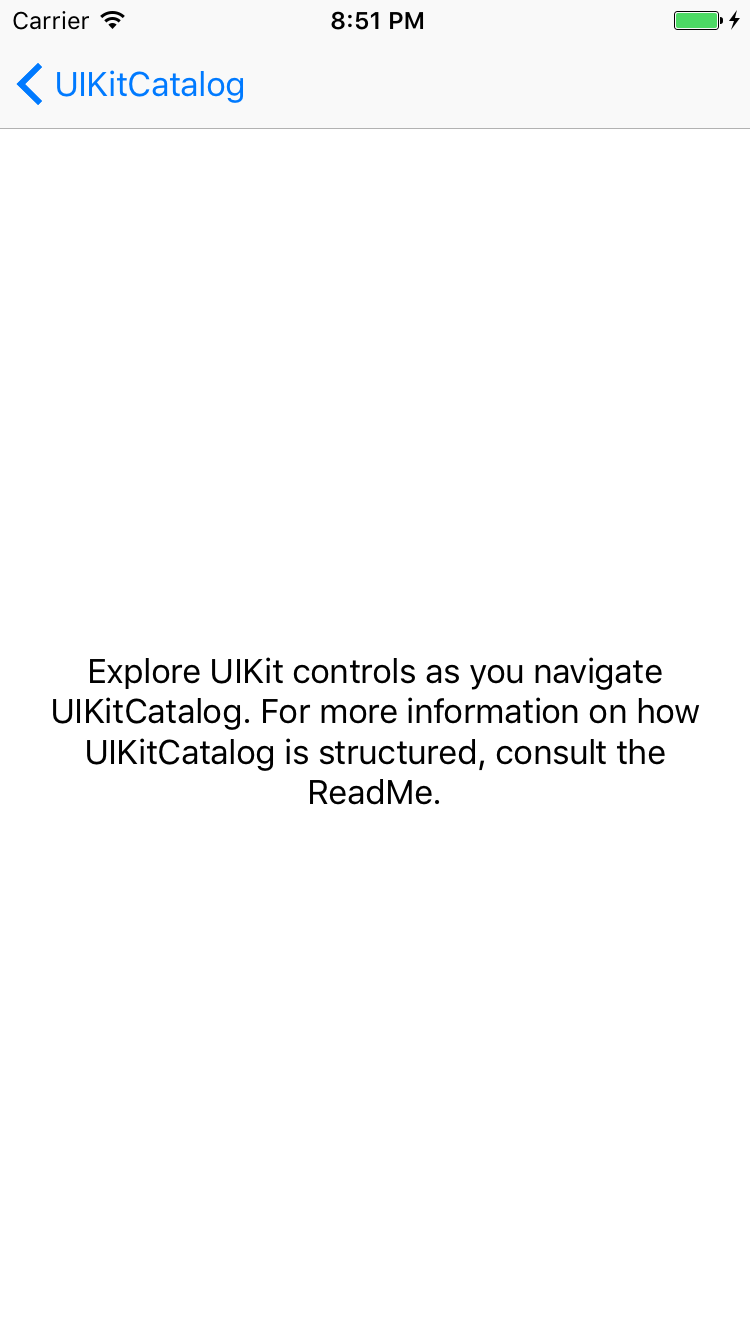 Carrier 8:51 PM
UIKitCatalog
Explore UIKit controls as you navigate
UIKitCatalog. For more information on how
UIKitCatalog is structured, consult the
ReadMe.